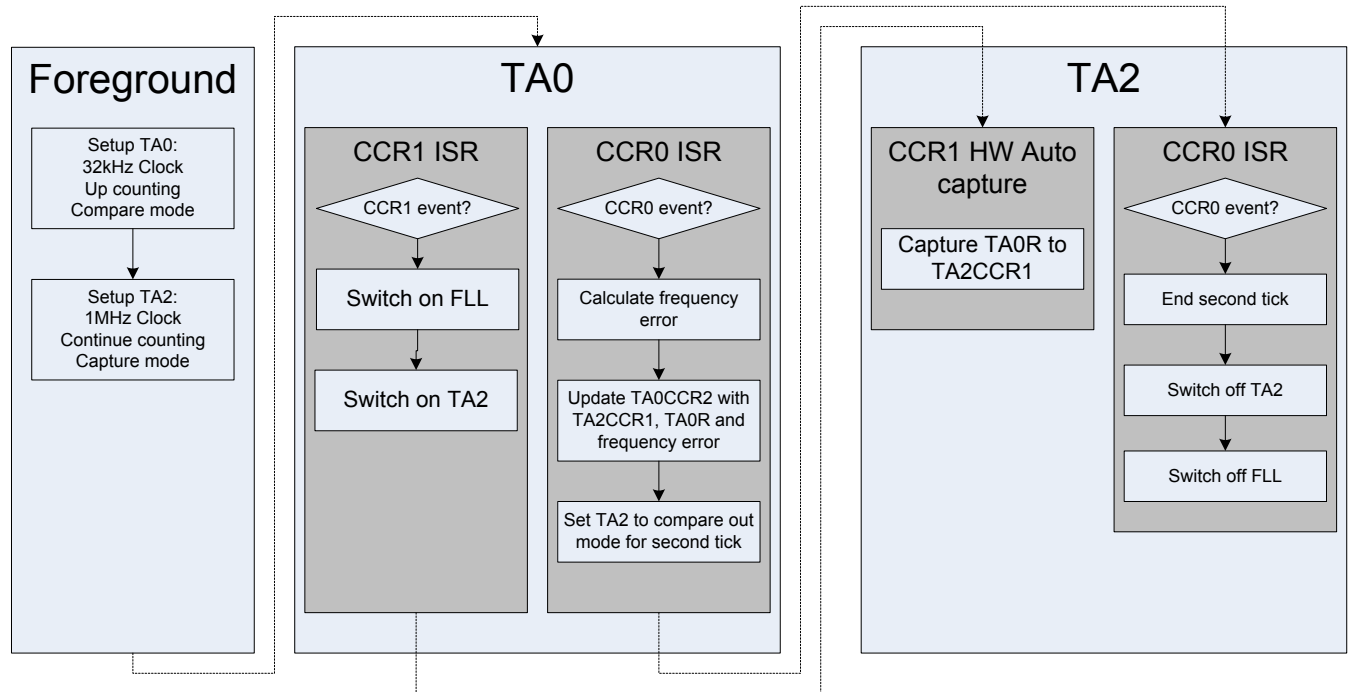 Foreground
Setup TA0:
32kHz Clock
Up counting
Compare mode
Setup TA2:
1MHz Clock
Continue counting
Capture mode
TA0
CCR1 ISR
CCR1 event?
Switch on FLL
Switch on TA2
CCR0 ISR
CCR0 event?
Calculate frequency
error
Update TA0CCR2 with
TA2CCR1, TA0R and
frequency error
Set TA2 to compare out
mode for second tick
TA2
CCR1 HW Auto
capture
Capture TA0R to
TA2CCR1
CCR0 ISR
CCR0 event?
End second tick
Switch off TA2
Switch off FLL